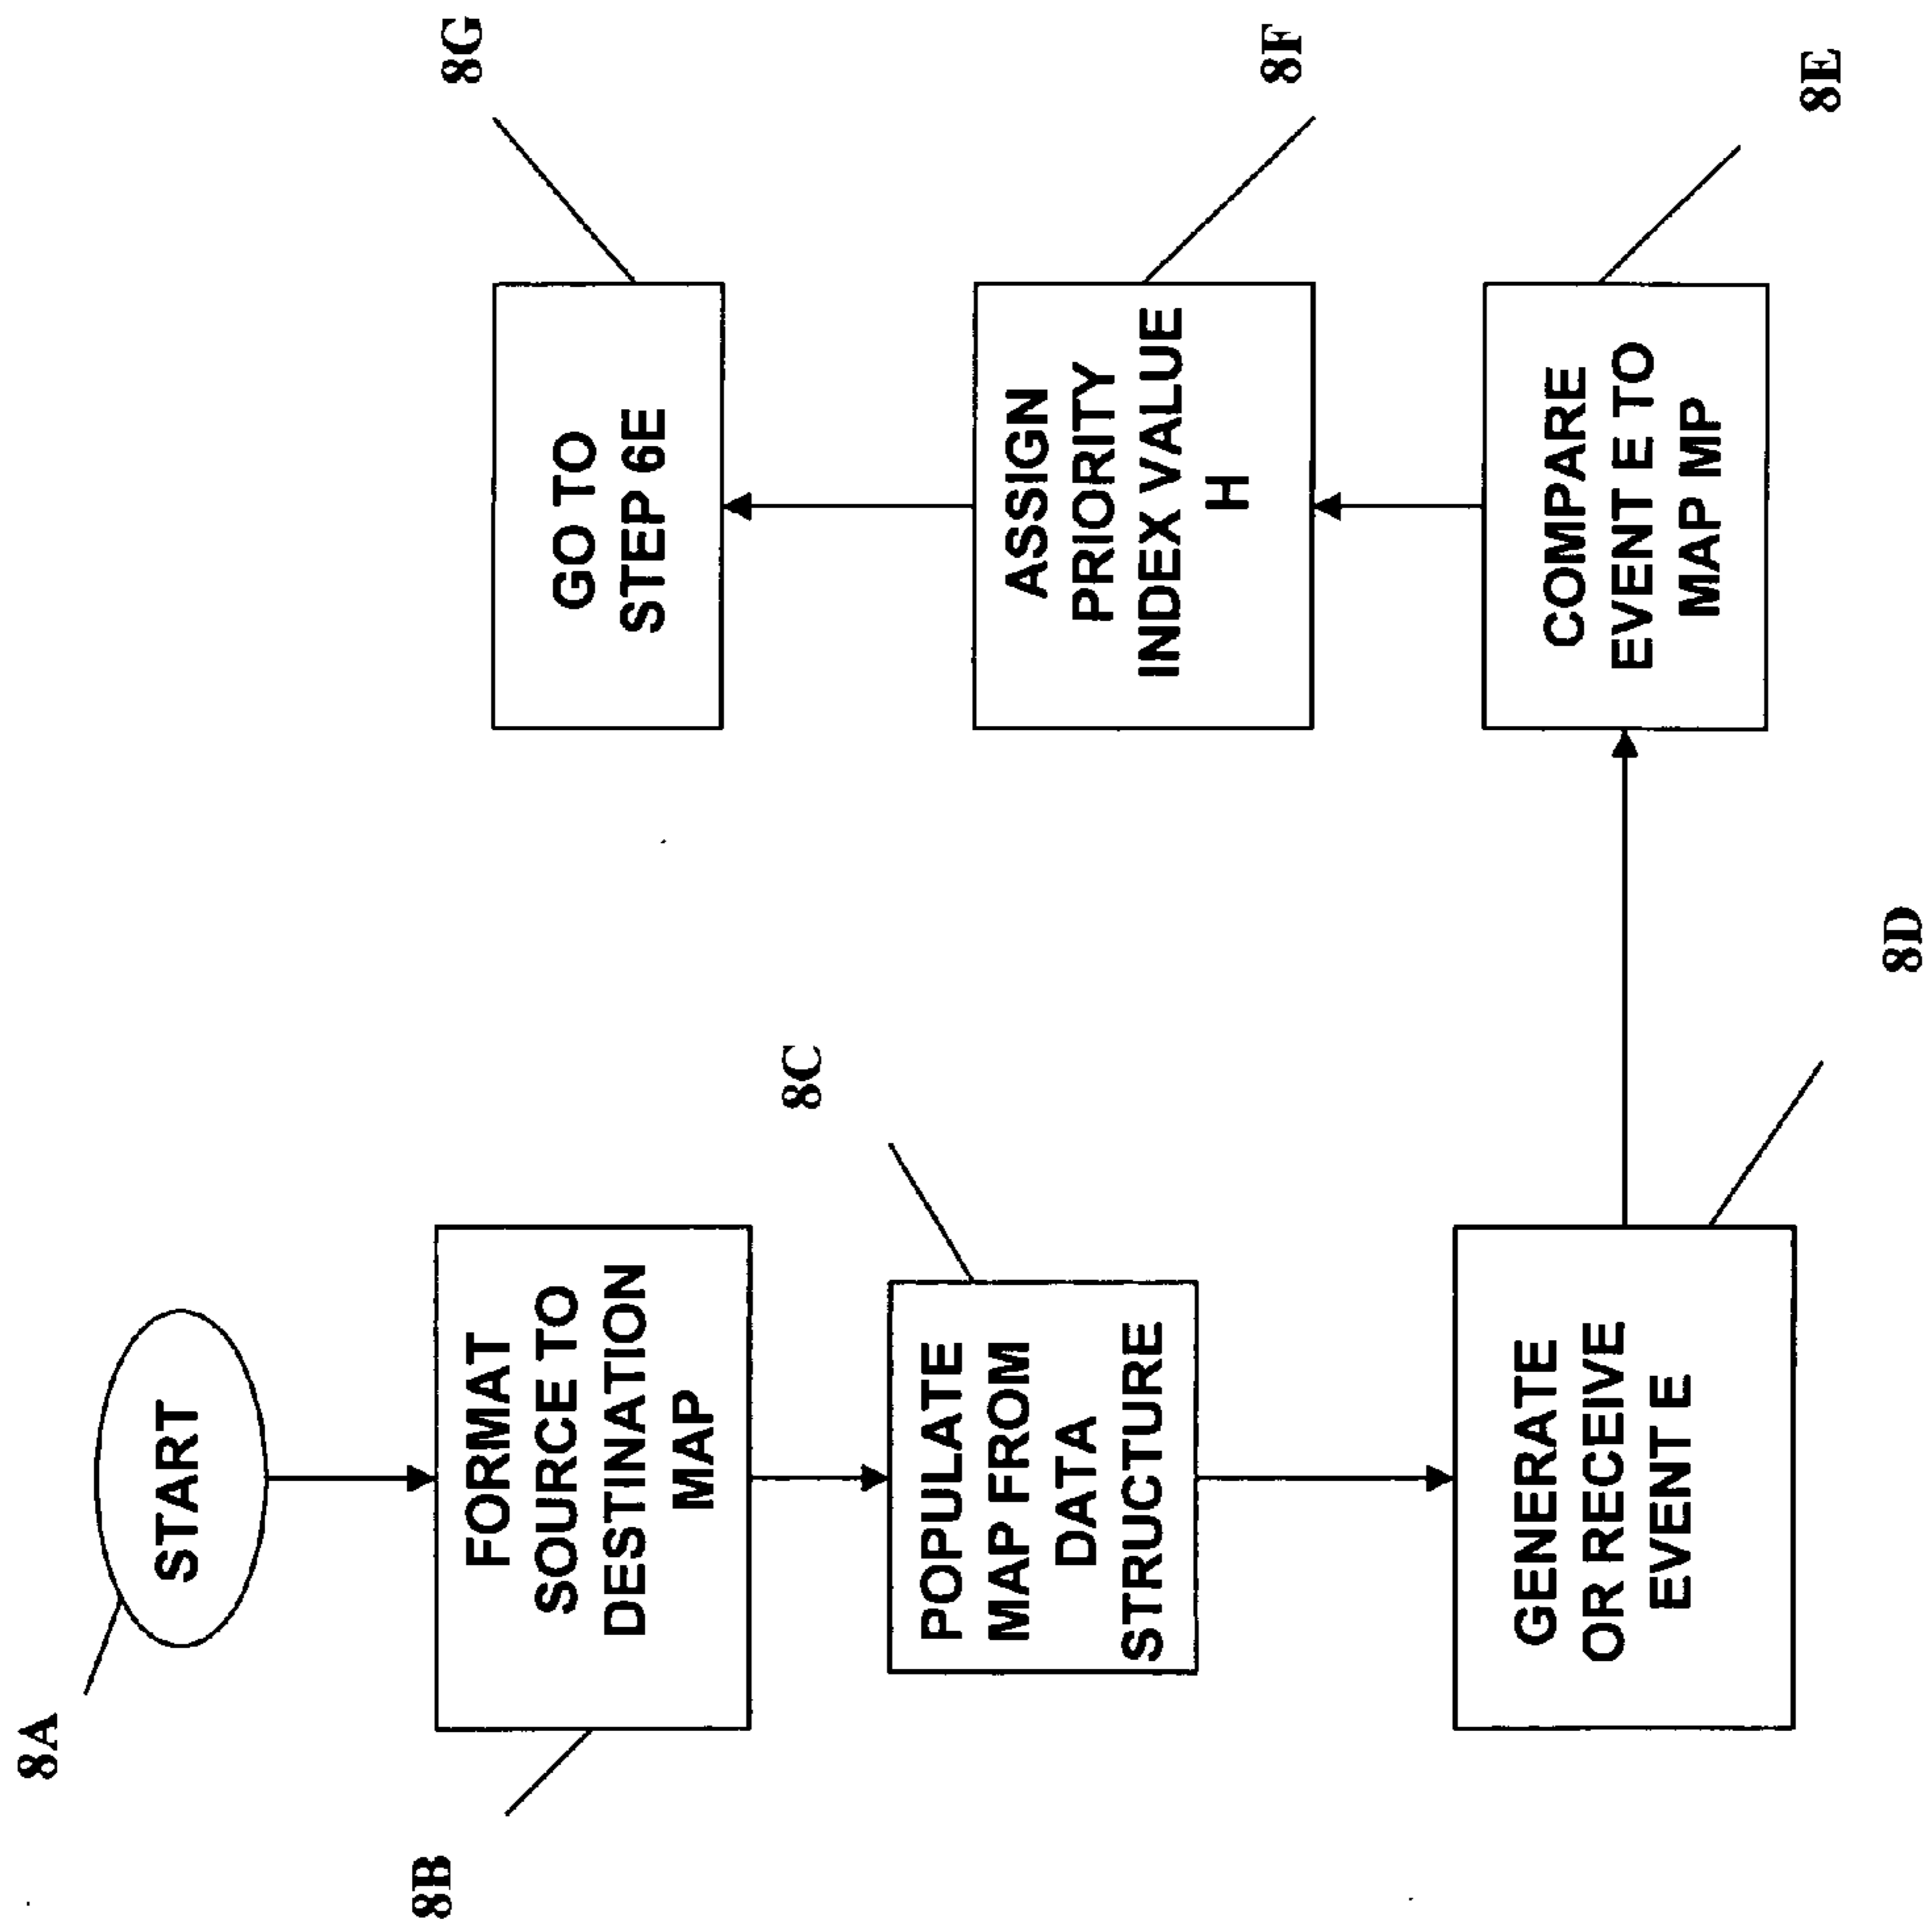 8A
START
8B
FORMAT
SOURCE TO
DESTINATION
MAP
8C
POPULATE
MAP FROM
DATA
STRUCTURE
8D
GENERATE
OR RECEIVE
EVENT E
8E
COMPARE
EVENT E TO
MAP MP
8F
ASSIGN
PRIORITY
INDEX VALUE
H
8G
GO TO
STEP 6E